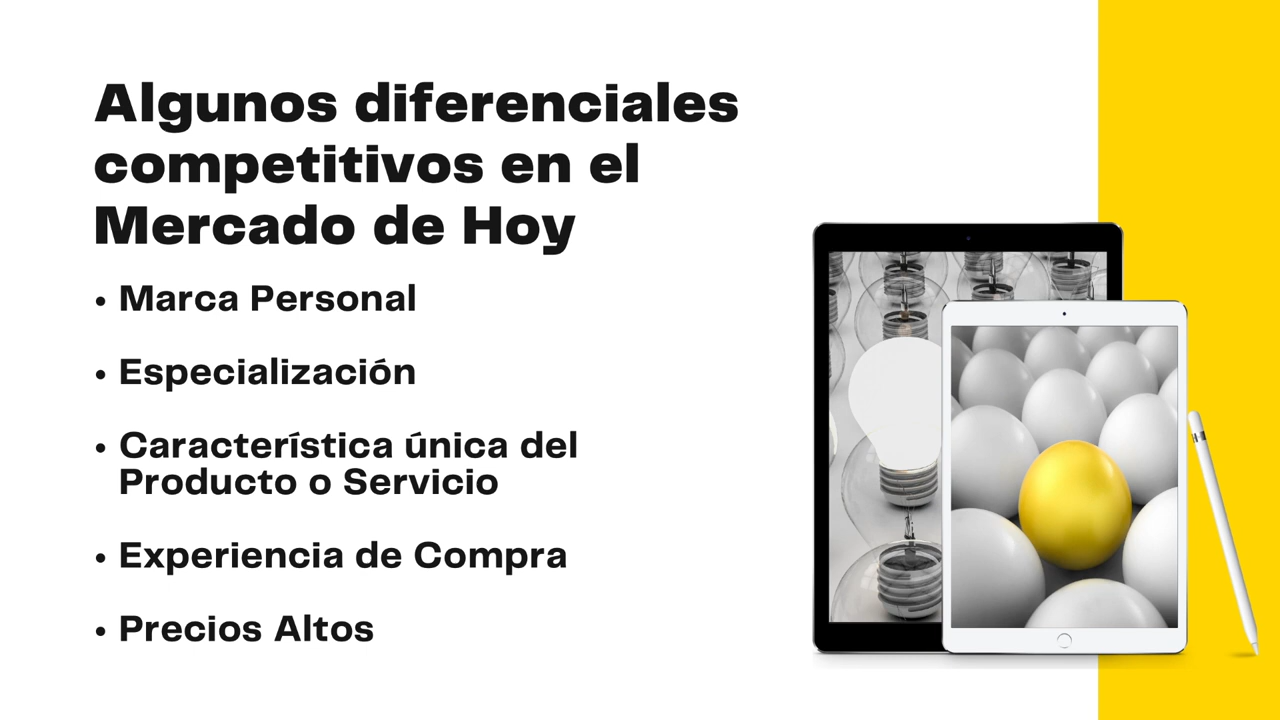 Algunos diferenciales
competitivos en el
Mercado de Hoy
• Marca Personal
• Especialización
• Característica única del
Producto o Servicio
• Experiencia de Compra
• Precios Altos